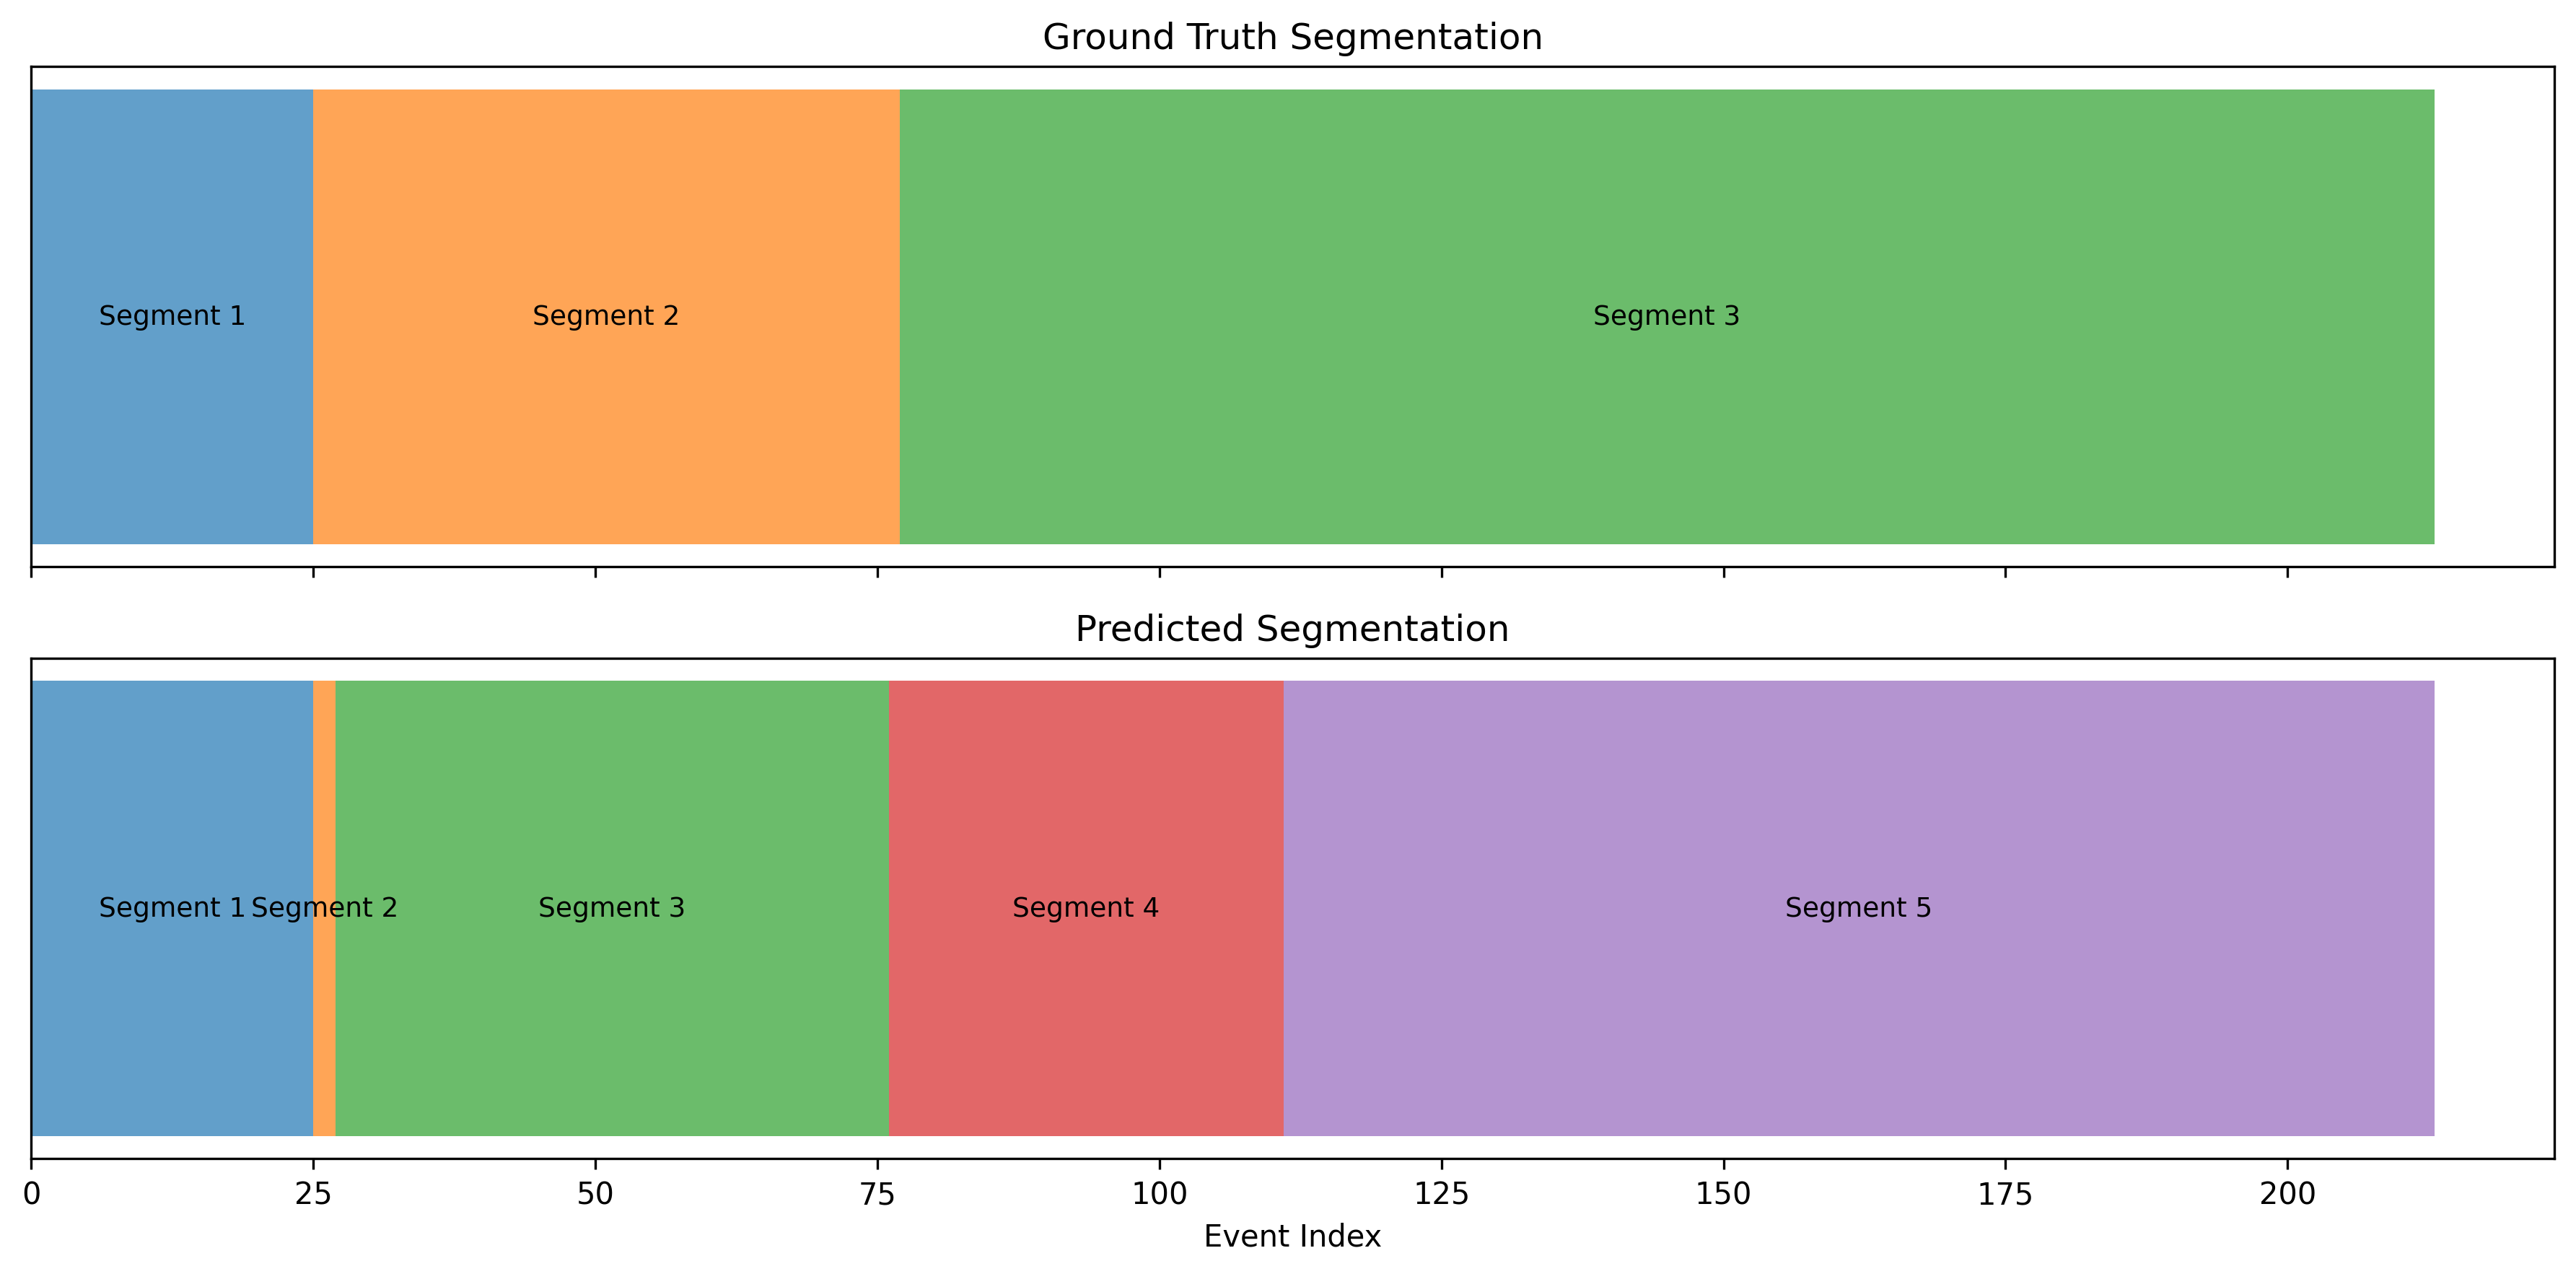 Ground Truth Segmentation
Segment 1 Segment 2 Segment 3
Predicted Segmentation
Segment 1 Segment 2 Segment 3 Segment 4 Segment 5
0 25 50 75 100 125 150 175 200
Event Index